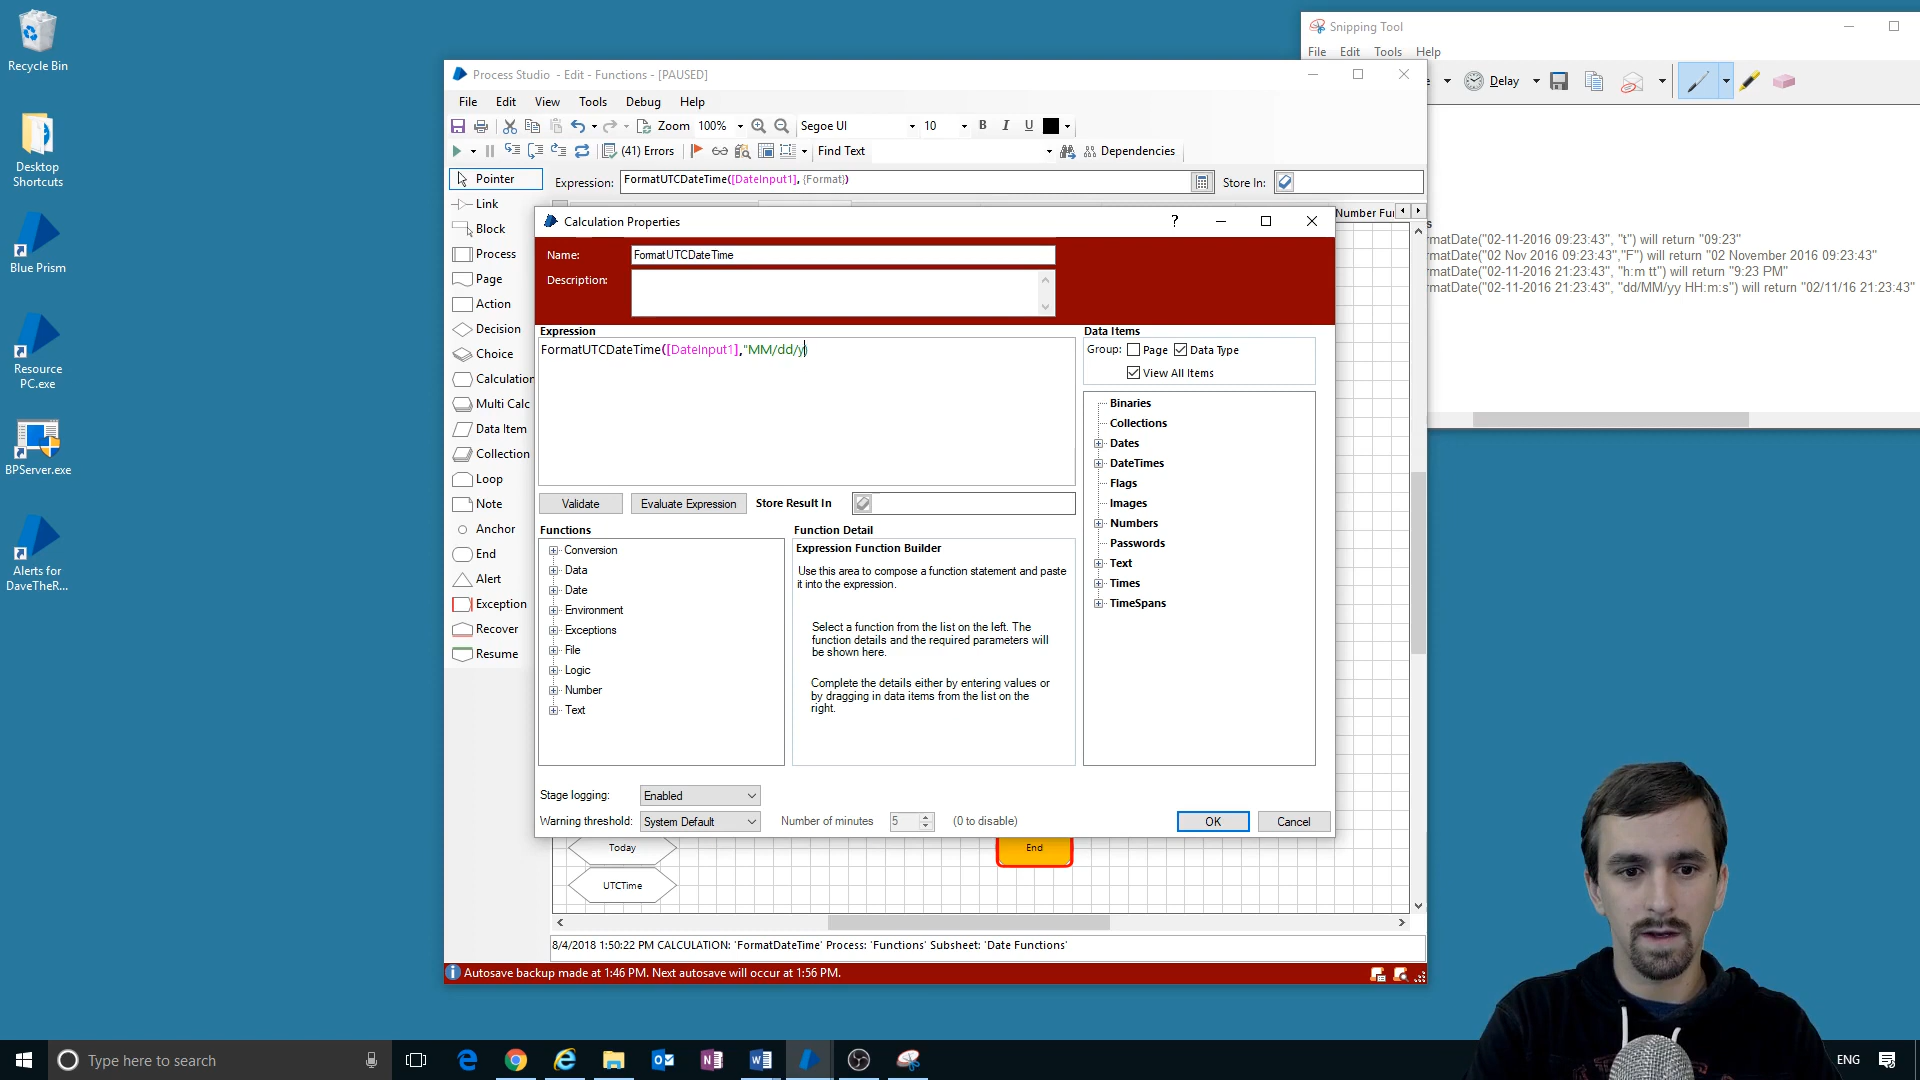 Recycle Bin
Desktop
Shortcuts
Blue Prism
Resource
PC.exe
BPServer.exe
Alerts for
DaveTheR...
Snipping Tool
File Edit Tools Help
Delay
rmatDate("02-11-2016 09:23:43", "t") will return "09:23"
rmatDate("02 Nov 2016 09:23:43","F") will return "02 November 2016 09:23:43"
rmatDate("02-11-2016 21:23:43", "h:m tt") will return "9:23 PM"
rmatDate("02-11-2016 21:23:43", "dd/MM/yy HH:m:s") will return "02/11/16 21:23:43"
Process Studio - Edit - Functions - [PAUSED]
File Edit View Tools Debug Help
Zoom 100% Segoe UI 10 B I U
(41) Errors Find Text Dependencies
Expression: FormatUTCDateTime([DateInput1], {Format}) Store In:
Number Fur
Pointer
Link
Block
Process
Page
Action
Decision
Choice
Calculation
Multi Calc
Data Item
Collection
Loop
Note
Anchor
End
Alert
Exception
Recover
Resume
Calculation Properties ?
Name: FormatUTCDateTime
Description:
Expression
FormatUTCDateTime([DateInput1],"MM/dd/y)
Validate Evaluate Expression Store Result In
Functions
Conversion
Data
Date
Environment
Exceptions
File
Logic
Number
Text
Function Detail
Expression Function Builder
Use this area to compose a function statement and paste
it into the expression.
Select a function from the list on the left. The
function details and the required parameters will
be shown here.
Complete the details either by entering values or
by dragging in data items from the list on the
right.
Data Items
Group: Page Data Type
View All Items
Binaries
Collections
Dates
DateTimes
Flags
Images
Numbers
Passwords
Text
Times
TimeSpans
Stage logging: Enabled
Warning threshold: System Default Number of minutes 5 (0 to disable)
OK Cancel
Today
UTCTime
End
8/4/2018 1:50:22 PM CALCULATION: 'FormatDateTime' Process: 'Functions' Subsheet: 'Date Functions'
Autosave backup made at 1:46 PM. Next autosave will occur at 1:56 PM.
Type here to search
ENG